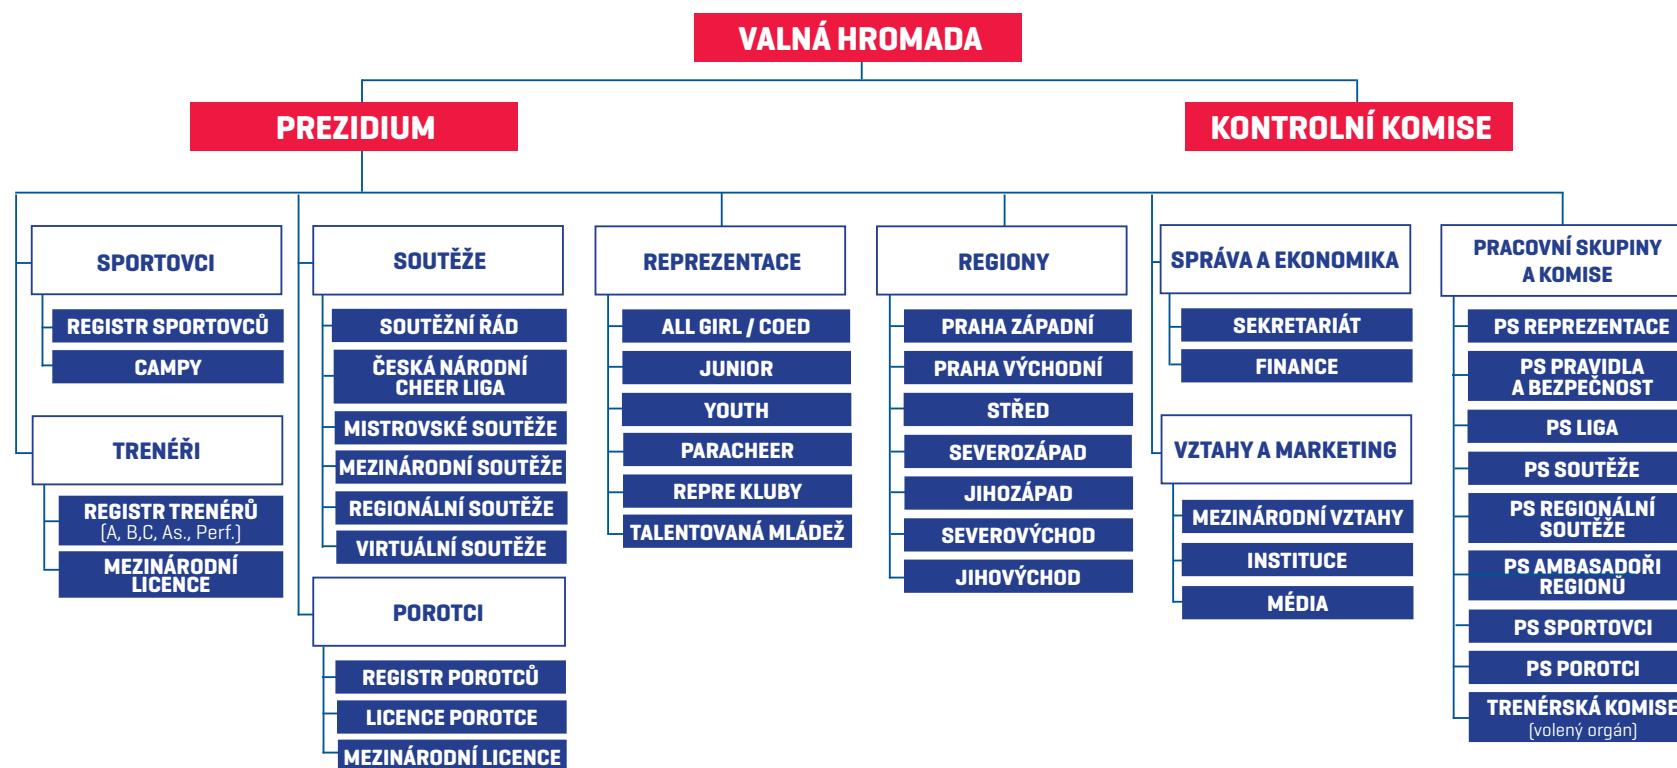 VALNÁ HROMADA
PREZIDIUM
KONTROLNÍ KOMISE
SPORTOVCI
REGISTR SPORTOVCŮ
CAMPY
TRENÉŘI
REGISTR TRENÉRŮ
(A, B,C, As., Perf.)
MEZINÁRODNÍ
LICENCE
SOUTĚŽE
SOUTĚŽNÍ ŘÁD
ČESKÁ NÁRODNÍ
CHEER LIGA
MISTROVSKÉ SOUTĚŽE
MEZINÁRODNÍ SOUTĚŽE
REGIONÁLNÍ SOUTĚŽE
VIRTUÁLNÍ SOUTĚŽE
POROTCI
REGISTR POROTCŮ
LICENCE POROTCE
MEZINÁRODNÍ LICENCE
REPREZENTACE
ALL GIRL / COED
JUNIOR
YOUTH
PARACHEER
REPRE KLUBY
TALENTOVANÁ MLÁDEŽ
REGIONY
PRAHA ZÁPADNÍ
PRAHA VÝCHODNÍ
STŘED
SEVEROZÁPAD
JIHOZÁPAD
SEVEROVÝCHOD
JIHOVÝCHOD
SPRÁVA A EKONOMIKA
SEKRETARIÁT
FINANCE
VZTAHY A MARKETING
MEZINÁRODNÍ VZTAHY
INSTITUCE
MÉDIA
PRACOVNÍ SKUPINY
A KOMISE
PS REPREZENTACE
PS PRAVIDLA
A BEZPEČNOST
PS LIGA
PS SOUTĚŽE
PS REGIONÁLNÍ
SOUTĚŽE
PS AMBASADOŘI
REGIONŮ
PS SPORTOVCI
PS POROTCI
TRENÉRSKÁ KOMISE
(volený orgán)